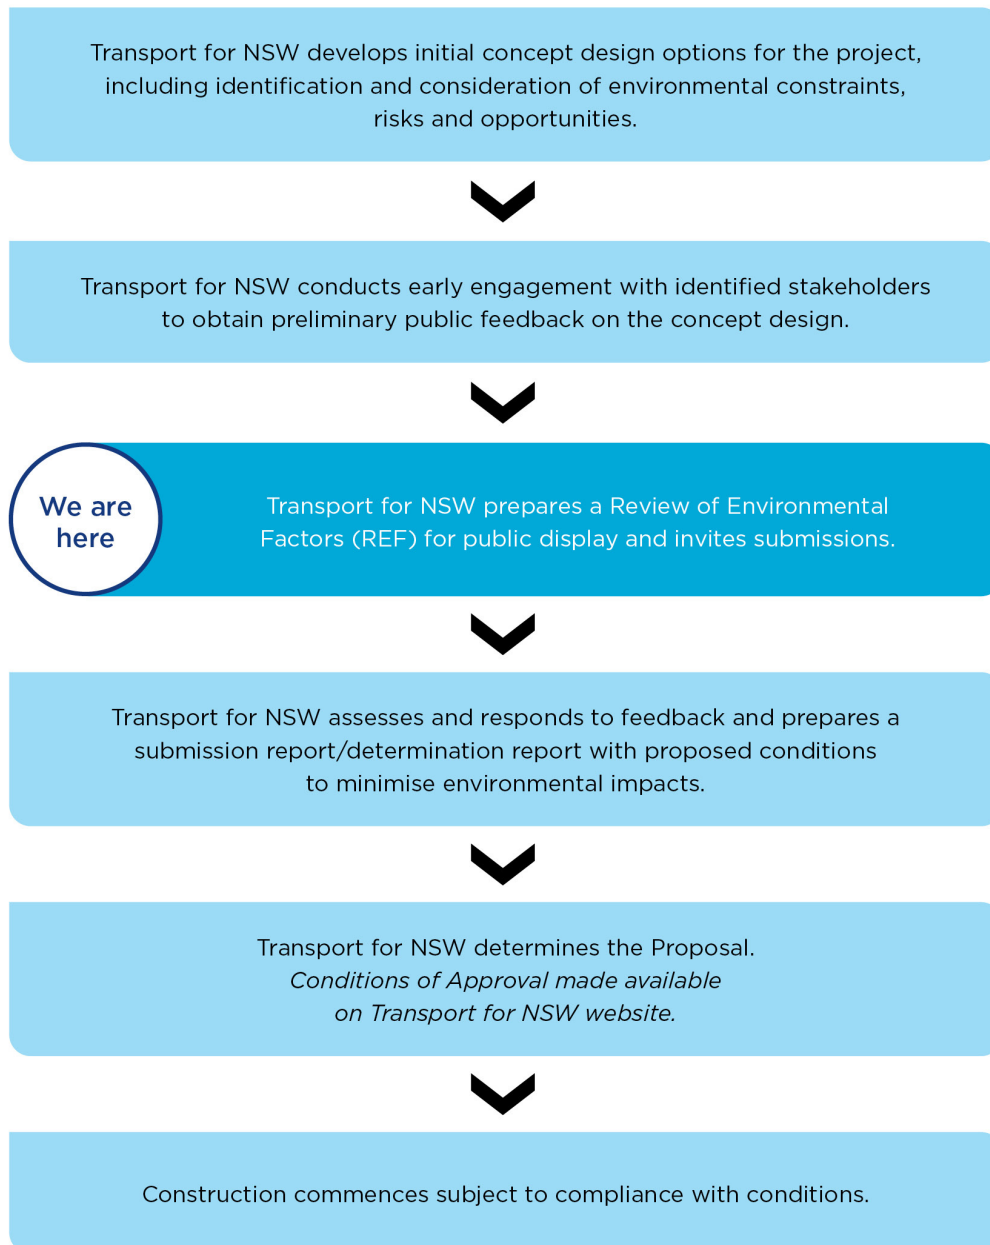 Transport for NSW develops initial concept design options for the project,
including identification and consideration of environmental constraints,
risks and opportunities.
Transport for NSW conducts early engagement with identified stakeholders
to obtain preliminary public feedback on the concept design.
We are
here
Transport for NSW prepares a Review of Environmental
Factors (REF) for public display and invites submissions.
Transport for NSW assesses and responds to feedback and prepares a
submission report/determination report with proposed conditions
to minimise environmental impacts.
Transport for NSW determines the Proposal.
Conditions of Approval made available
on Transport for NSW website.
Construction commences subject to compliance with conditions.